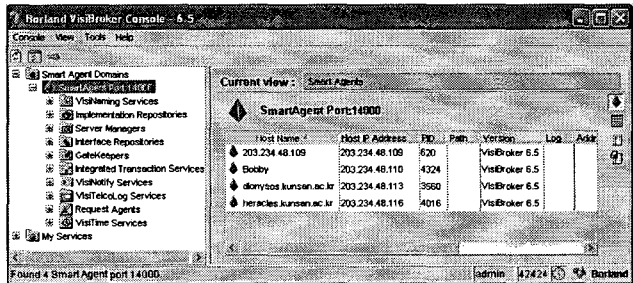 Borland VisiBroker Console - 6.5
Console View Tools Help
Smart Agent Domains
SmartAgent Port:14000
VisiNaming Services
Implementation Repositories
Server Managers
Interface Repositories
GateKeepers
Integrated Transaction Services
VisiNotify Services
VisiTelcoLog Services
Request Agents
VisiTime Services
My Services
Current view : Smart Agents
SmartAgent Port:14000
Host Name Host IP Address PID Path Version Log Addr
203.234.48.109 203.234.48.109 620 VisiBroker 6.5
Bobby 203.234.48.110 4324 VisiBroker 6.5
dionysos.kunsan.ac.kr 203.234.48.113 3560 VisiBroker 6.5
heracles.kunsan.ac.kr 203.234.48.116 4016 VisiBroker 6.5
Found 4 SmartAgent port 14000. admin 42424 Borland